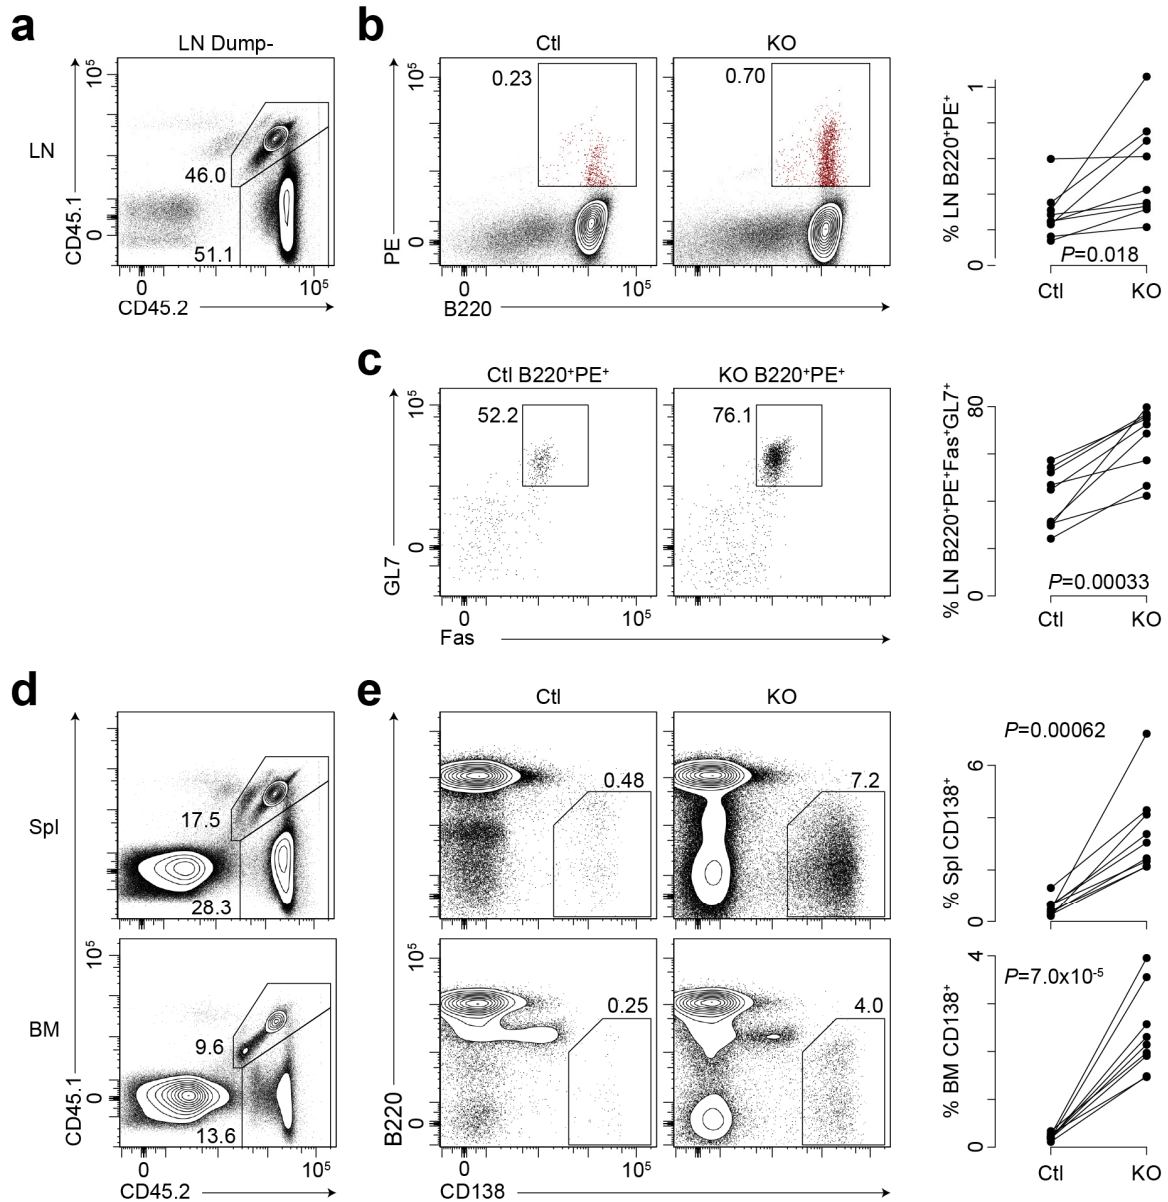 a
LN Dump-
LN
10⁵
0
CD45.1
46.0
51.1
0
10⁵
CD45.2
b
Ctl
KO
10⁵
0
PE
0.23
0.70
0
10⁵
B220
1
0
% LN B220⁺PE⁺
P=0.018
Ctl
KO
c
Ctl B220⁺PE⁺
KO B220⁺PE⁺
10⁵
0
GL7
52.2
76.1
0
10⁵
Fas
80
0
% LN B220⁺PE⁺Fas⁺GL7⁺
P=0.00033
Ctl
KO
d
Spl
17.5
28.3
BM
10⁵
0
CD45.1
9.6
13.6
0
10⁵
CD45.2
e
Ctl
KO
0.48
7.2
10⁵
0
B220
0.25
4.0
0
10⁵
CD138
P=0.00062
6
0
% Spl CD138⁺
P=7.0x10⁻⁵
4
0
% BM CD138⁺
Ctl
KO